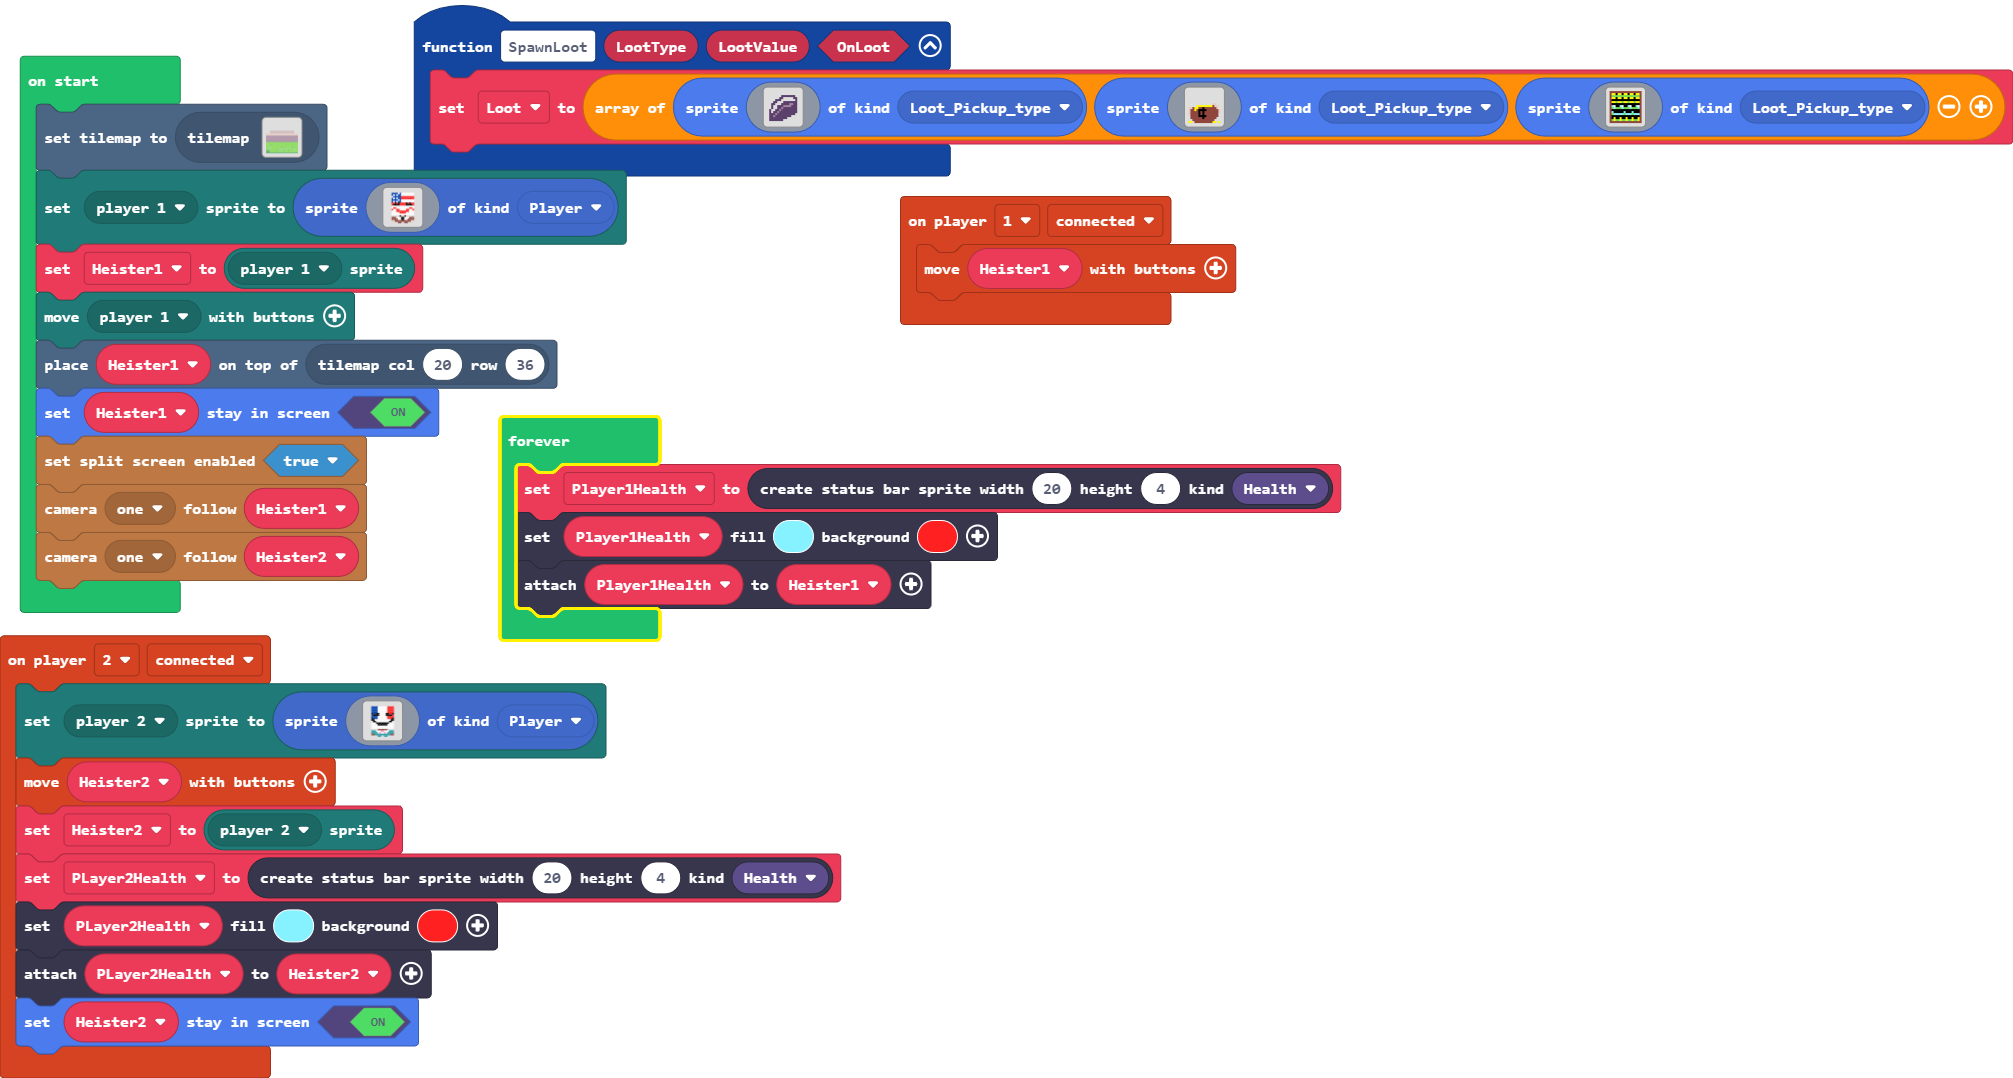 function SpawnLoot LootType LootValue OnLoot
set Loot to array of sprite of kind Loot_Pickup_type sprite of kind Loot_Pickup_type sprite of kind Loot_Pickup_type
on start
set tilemap to tilemap
set player 1 sprite to sprite of kind Player
set Heister1 to player 1 sprite
move player 1 with buttons
place Heister1 on top of tilemap col 20 row 36
set Heister1 stay in screen ON
set split screen enabled true
camera one follow Heister1
camera one follow Heister2
on player 1 connected
move Heister1 with buttons
forever
set Player1Health to create status bar sprite width 20 height 4 kind Health
set Player1Health fill background
attach Player1Health to Heister1
on player 2 connected
set player 2 sprite to sprite of kind Player
move Heister2 with buttons
set Heister2 to player 2 sprite
set PLayer2Health to create status bar sprite width 20 height 4 kind Health
set PLayer2Health fill background
attach PLayer2Health to Heister2
set Heister2 stay in screen ON